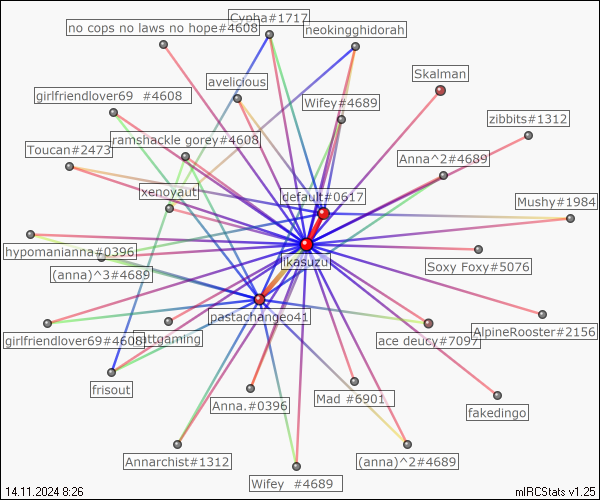 Cypha#1717
no cops no laws no hope#4608
neokingghidorah
Skalman
avelicious
girlfriendlover69 #4608
Wifey#4689
zibbits#1312
ramshackle gorey#4608
Toucan#2473
Anna^2#4689
xenoyaut
default#0617
Mushy#1984
hypomanianna#0396
ikasuzu
Soxy Foxy#5076
(anna)^3#4689
pastachangeo41
AlpineRooster#2156
girlfriendlover69#4608
ttgaming
ace deucy#7097
frisout
Anna.#0396
Mad #6901
fakedingo
Annarchist#1312
(anna)^2#4689
Wifey #4689
14.11.2024 8:26
mIRCStats v1.25